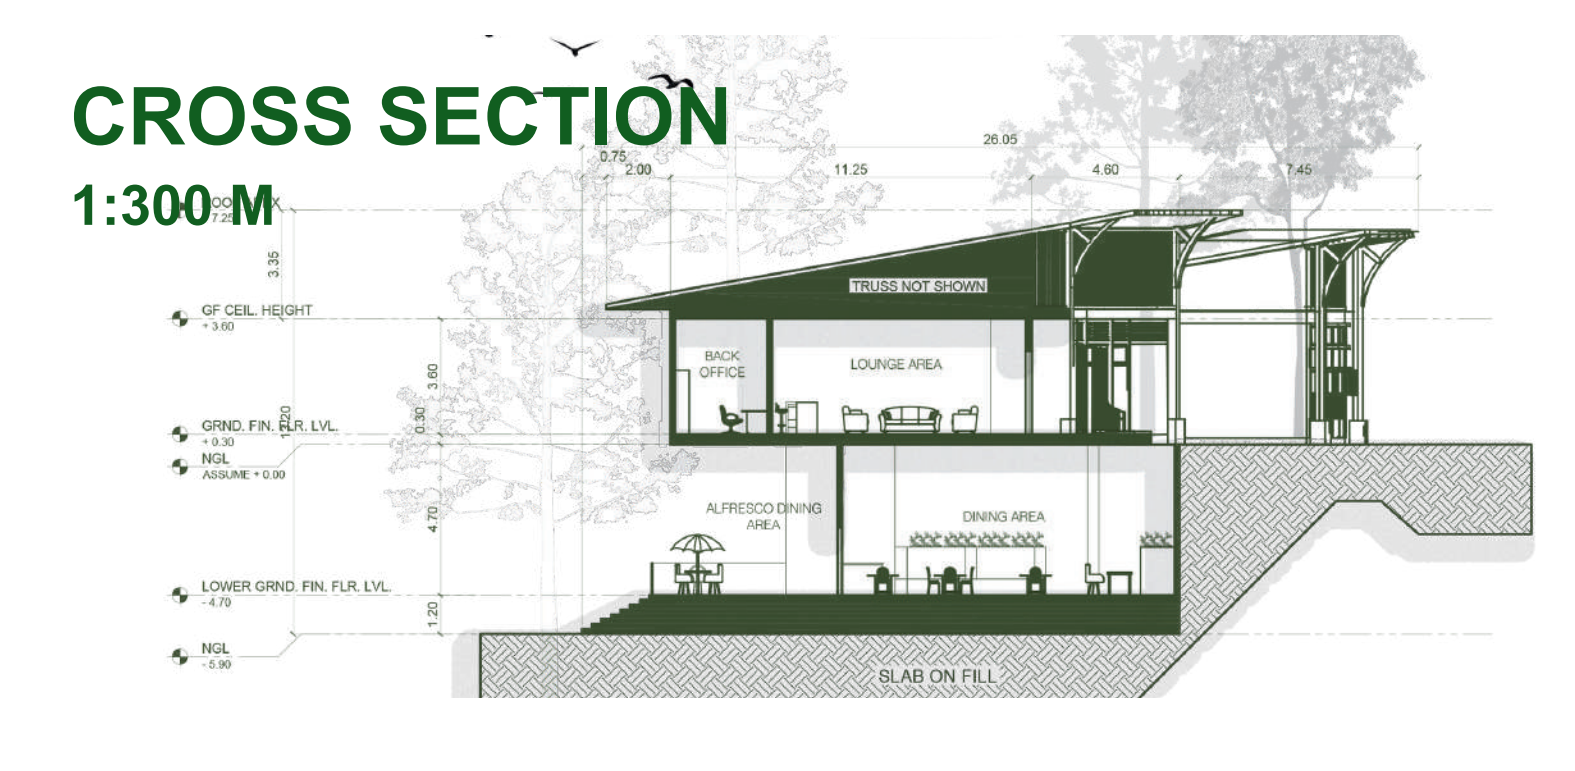 CROSS SECTION
1:300 M
26.05
0.75
2.00
11.25
4.60
7.45
7.25
3.35
TRUSS NOT SHOWN
GF CEIL. HEIGHT
+ 3.60
BACK
OFFICE
LOUNGE AREA
3.60
0.30
GRND. FIN. FLR. LVL.
+ 0.30
NGL
ASSUME + 0.00
ALFRESCO DINING
AREA
DINING AREA
4.70
LOWER GRND. FIN. FLR. LVL.
- 4.70
1.20
NGL
- 5.90
SLAB ON FILL